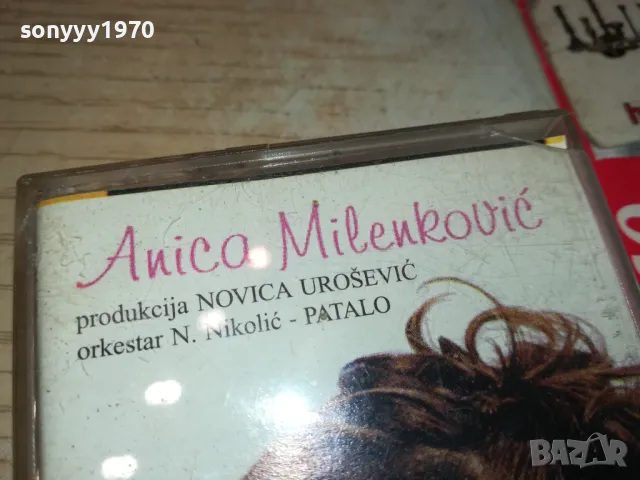 sonyyy1970
Anica Milenković
produkcija NOVICA UROŠEVIĆ
orkestar N. Nikolić - PATALO
BAZAR